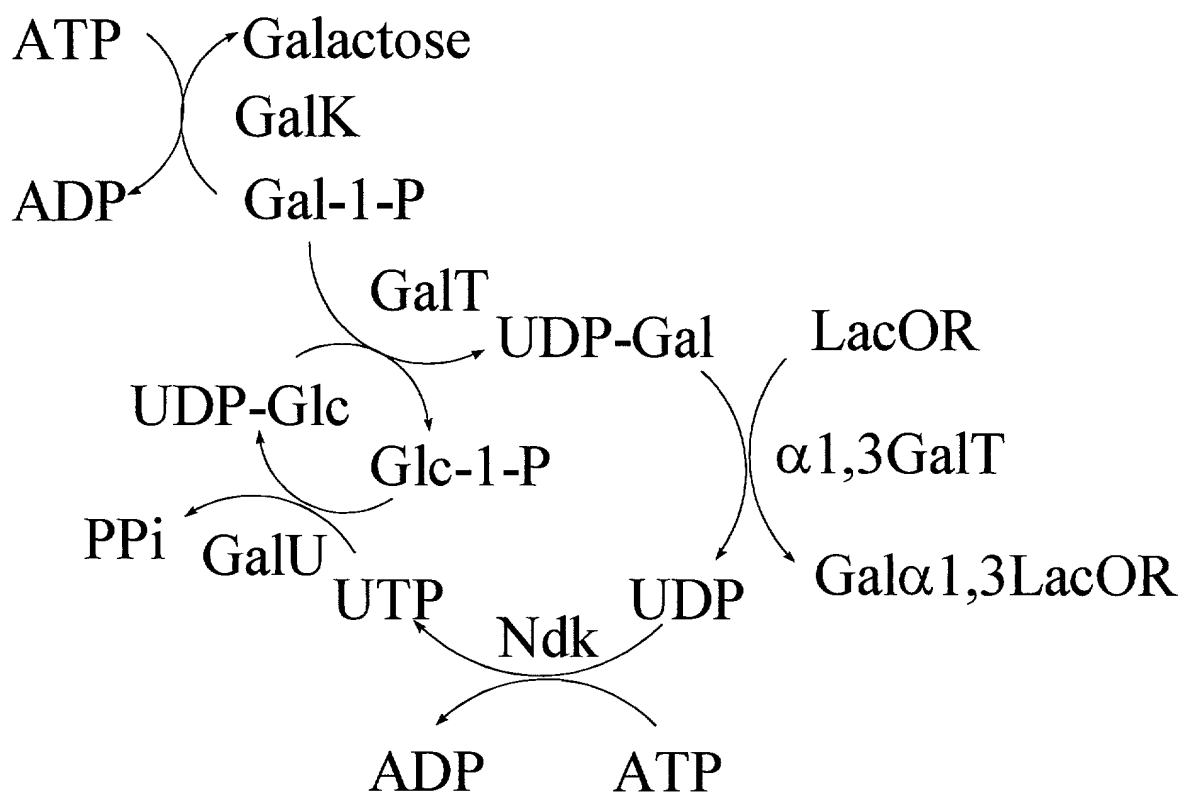 ATP
Galactose
GalK
ADP
Gal-1-P
GalT
UDP-Gal
LacOR
UDP-Glc
Glc-1-P
α1,3GalT
PPi
GalU
UTP
UDP
Galα1,3LacOR
Ndk
ADP
ATP